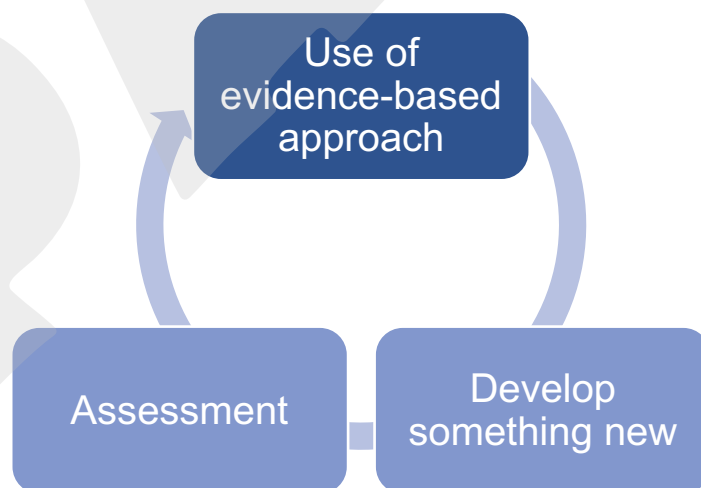 Use of
evidence-based
approach
Assessment
Develop
something new